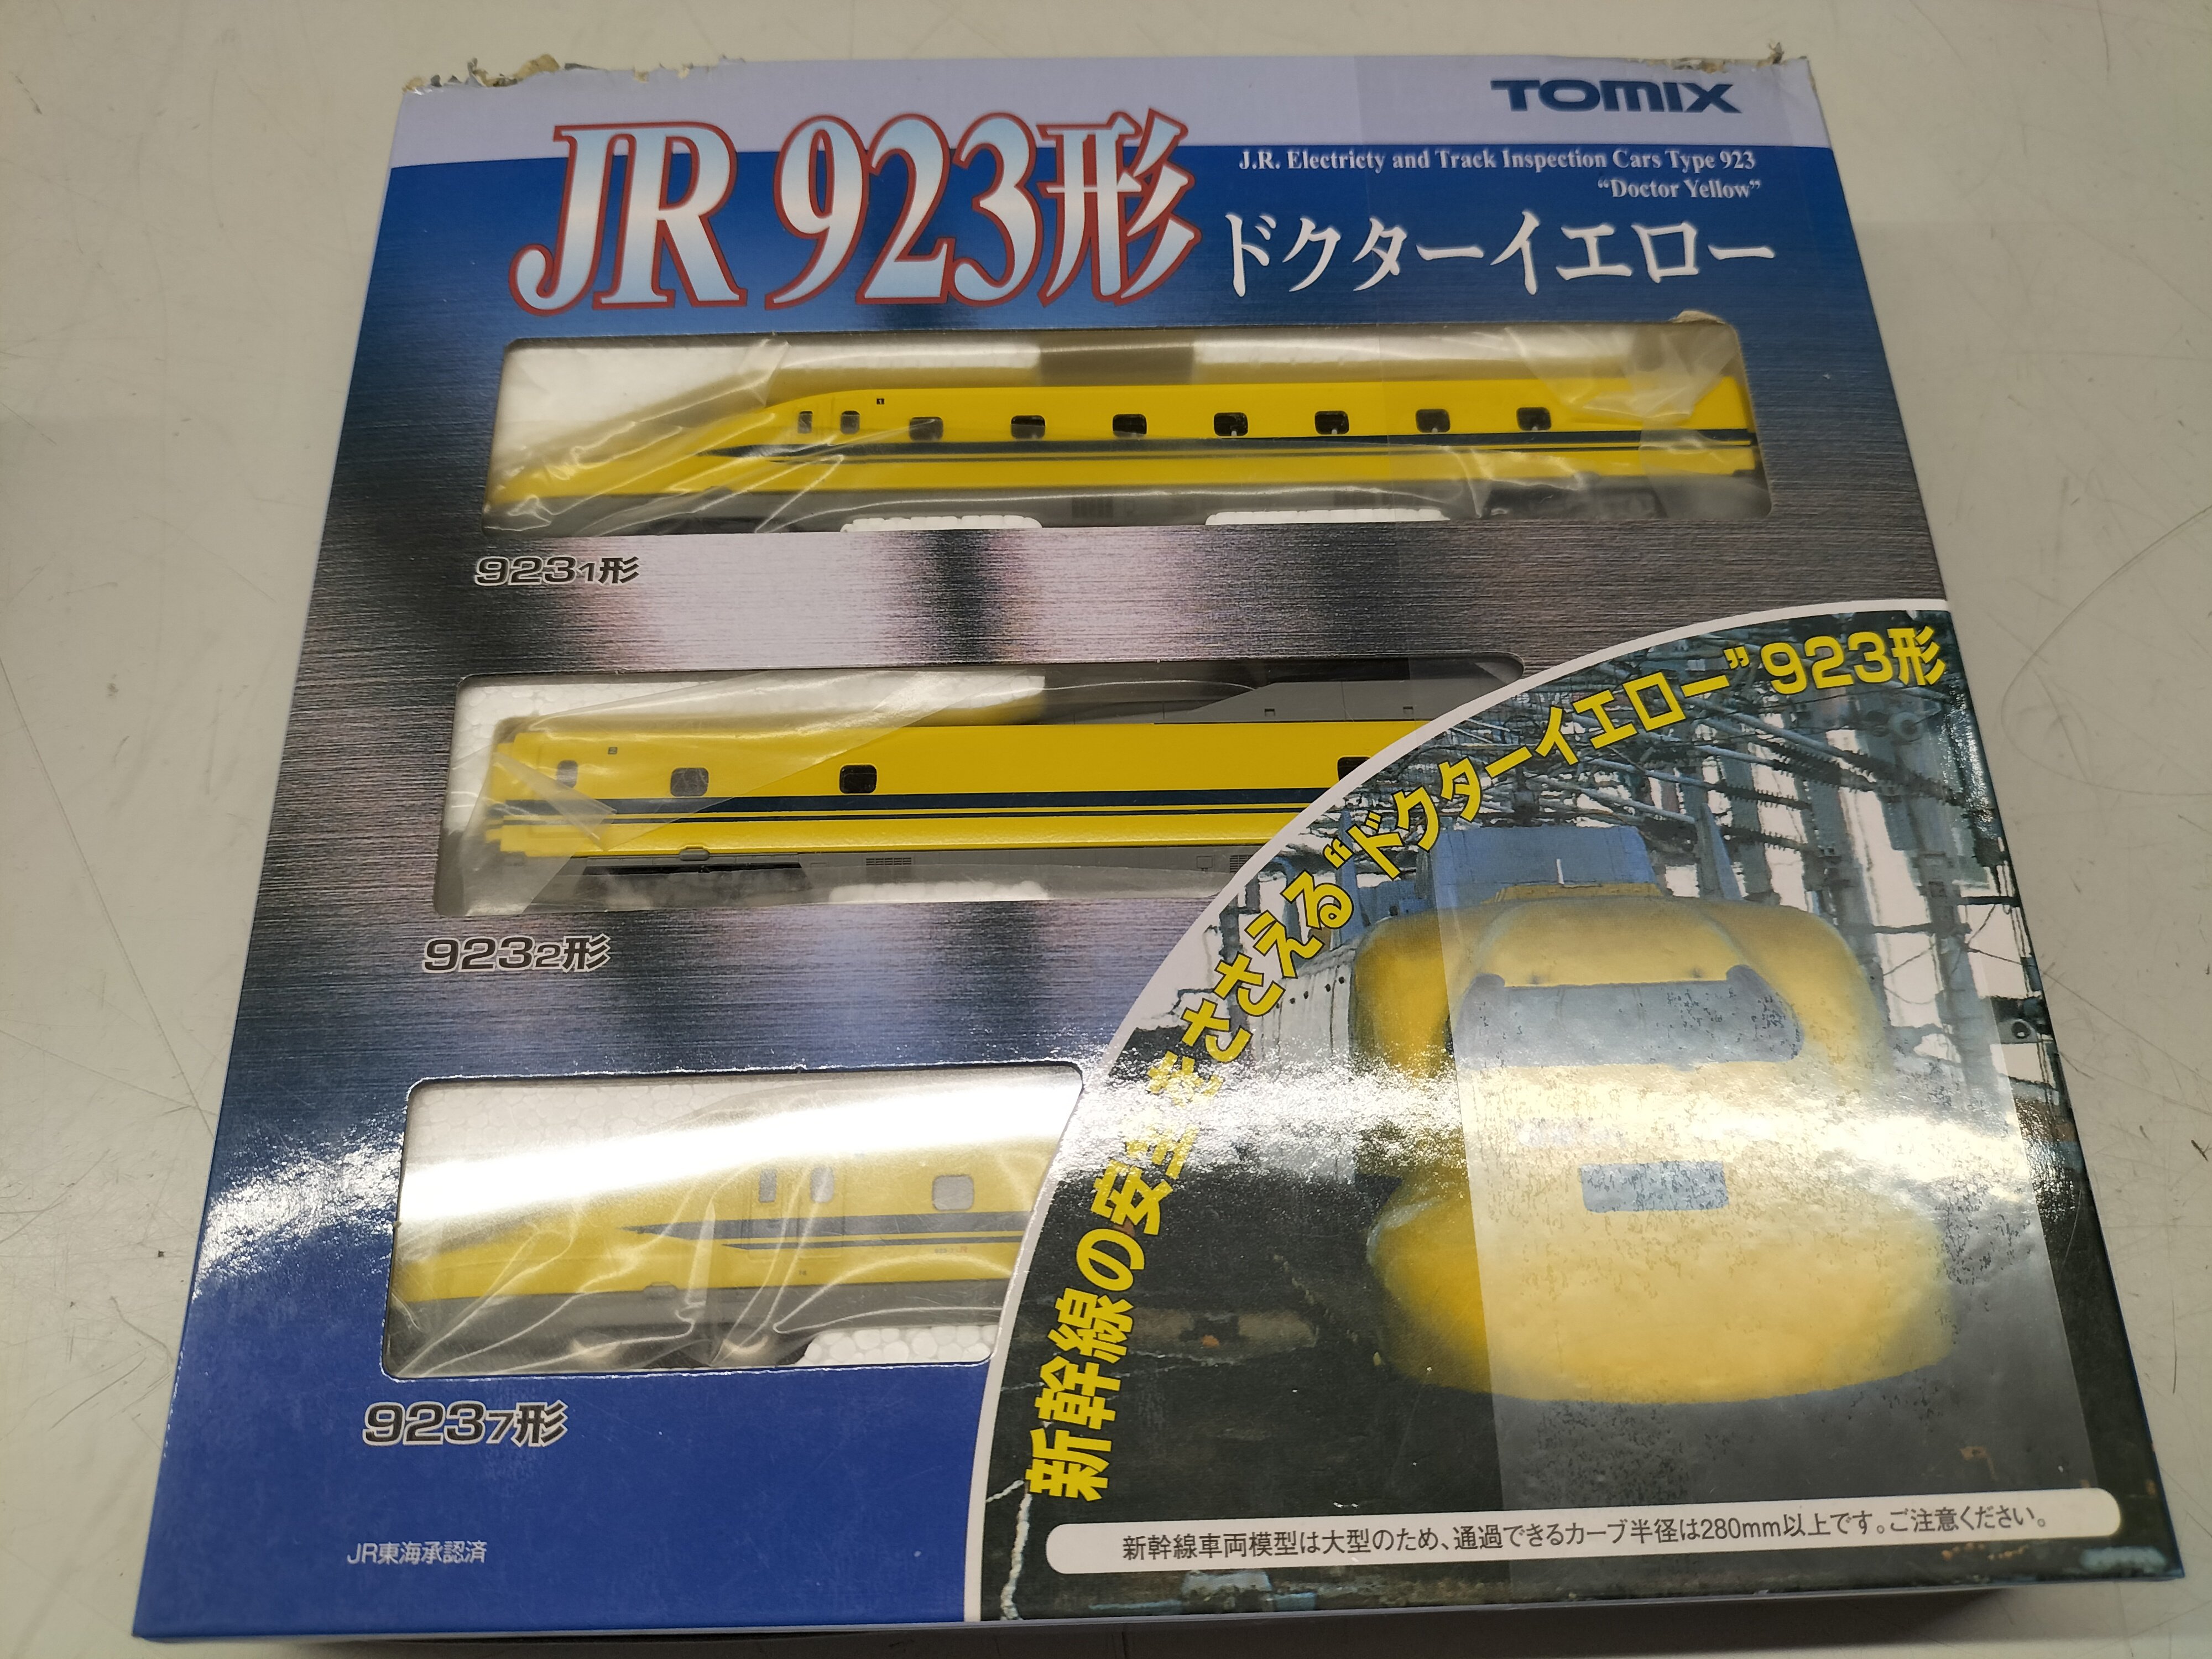 TOMIX
JR 923形
J.R. Electricty and Track Inspection Cars Type 923
“Doctor Yellow”
ドクターイエロー
1
9231形
2
9232形
新幹線の安全をささえる“ドクターイエロー”923形
9237形
JR東海承認済
新幹線車両模型は大型のため、通過できるカーブ半径は280mm以上です。ご注意ください。